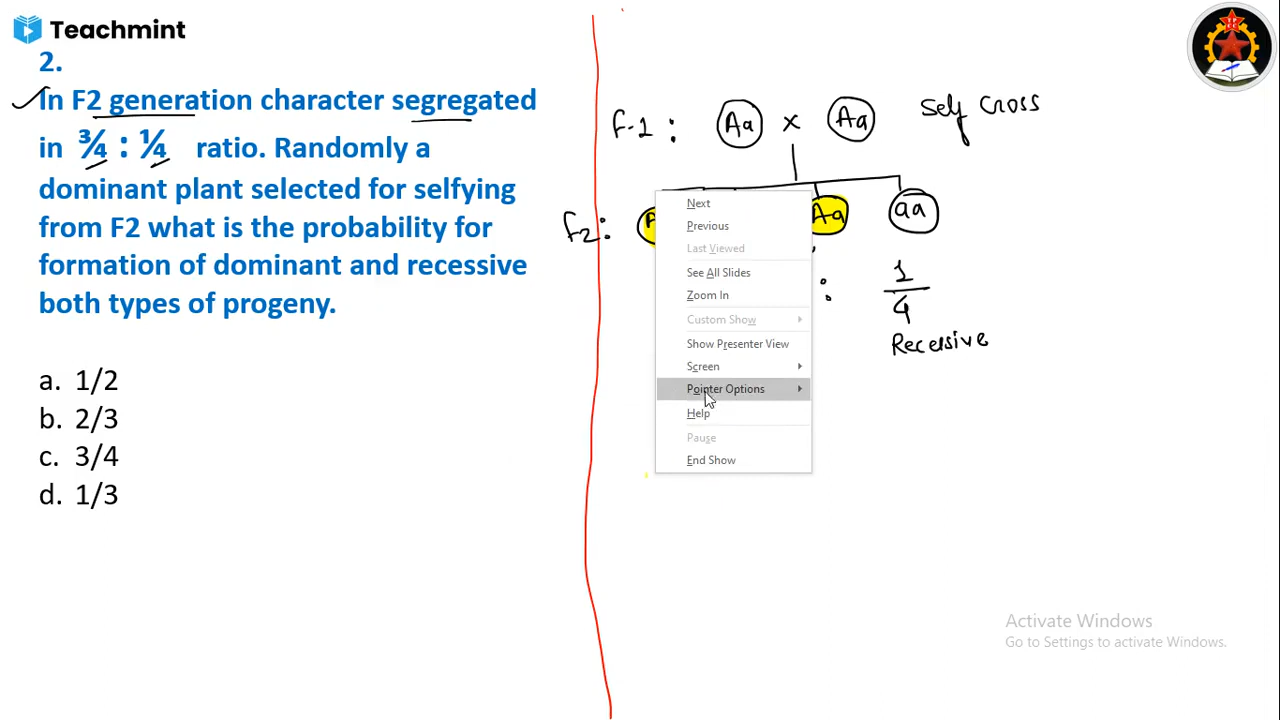 Teachmint
2.
In F2 generation character segregated
in ¾ : ¼ ratio. Randomly a
dominant plant selected for selfying
from F2 what is the probability for
formation of dominant and recessive
both types of progeny.
a. 1/2
b. 2/3
c. 3/4
d. 1/3
F-1 : Aa x Aa Self Cross
F2 : Aa aa
: 1/4
Recessive
Next
Previous
Last Viewed
See All Slides
Zoom In
Custom Show
Show Presenter View
Screen
Pointer Options
Help
Pause
End Show
Activate Windows
Go to Settings to activate Windows.